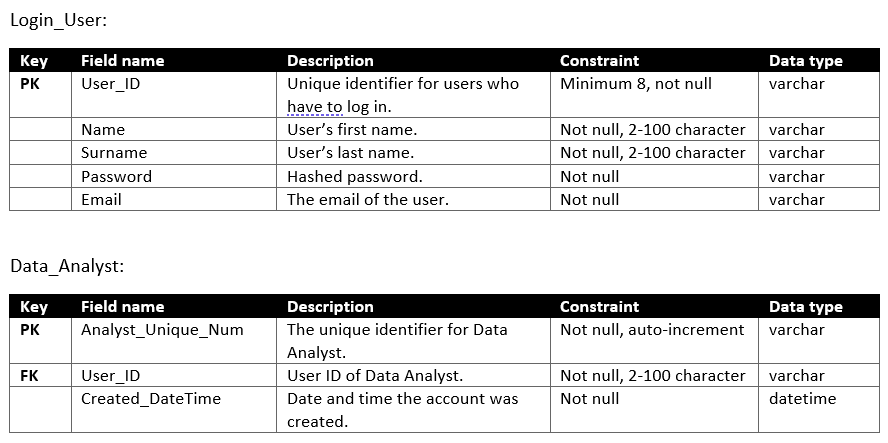 Login_User:
Key Field name Description Constraint Data type
PK User_ID Unique identifier for users who Minimum 8, not null varchar
have to log in.
Name User’s first name. Not null, 2-100 character varchar
Surname User’s last name. Not null, 2-100 character varchar
Password Hashed password. Not null varchar
Email The email of the user. Not null varchar
Data_Analyst:
Key Field name Description Constraint Data type
PK Analyst_Unique_Num The unique identifier for Data Not null, auto-increment varchar
Analyst.
FK User_ID User ID of Data Analyst. Not null, 2-100 character varchar
Created_DateTime Date and time the account was Not null datetime
created.